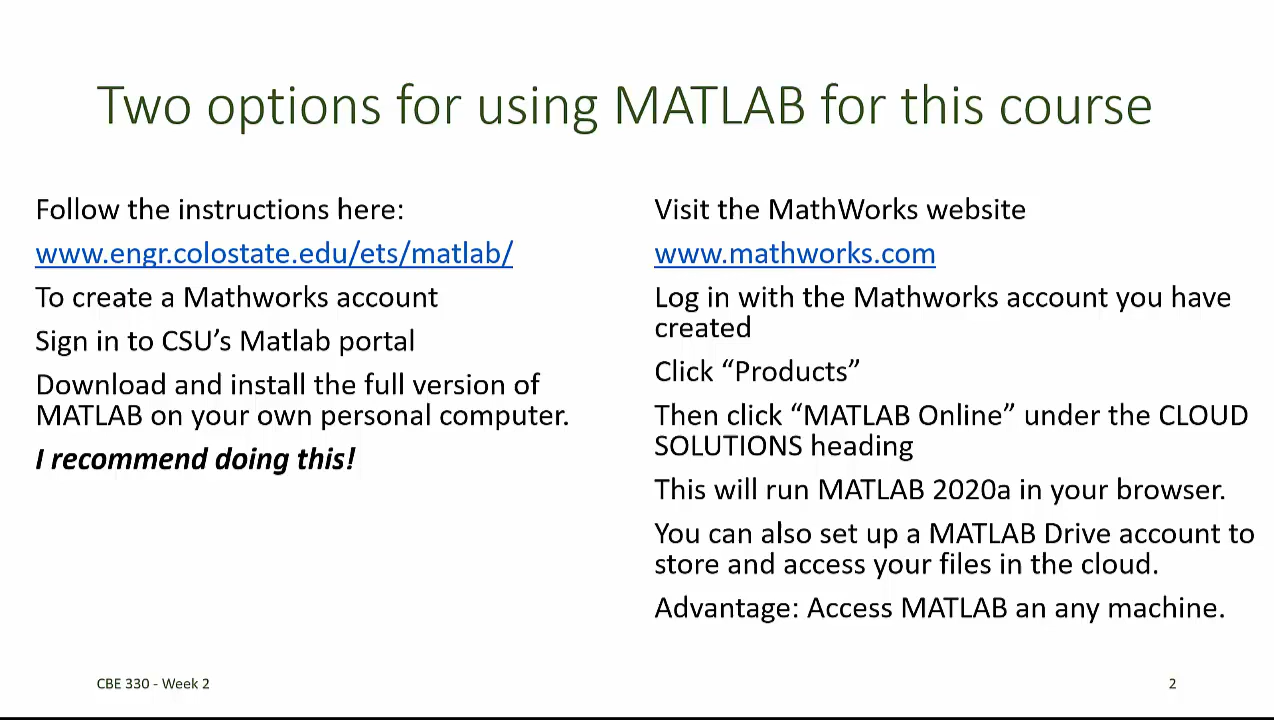 Two options for using MATLAB for this course
Follow the instructions here:
www.engr.colostate.edu/ets/matlab/
To create a Mathworks account
Sign in to CSU’s Matlab portal
Download and install the full version of
MATLAB on your own personal computer.
I recommend doing this!
Visit the MathWorks website
www.mathworks.com
Log in with the Mathworks account you have
created
Click “Products”
Then click “MATLAB Online” under the CLOUD
SOLUTIONS heading
This will run MATLAB 2020a in your browser.
You can also set up a MATLAB Drive account to
store and access your files in the cloud.
Advantage: Access MATLAB an any machine.
CBE 330 - Week 2
2